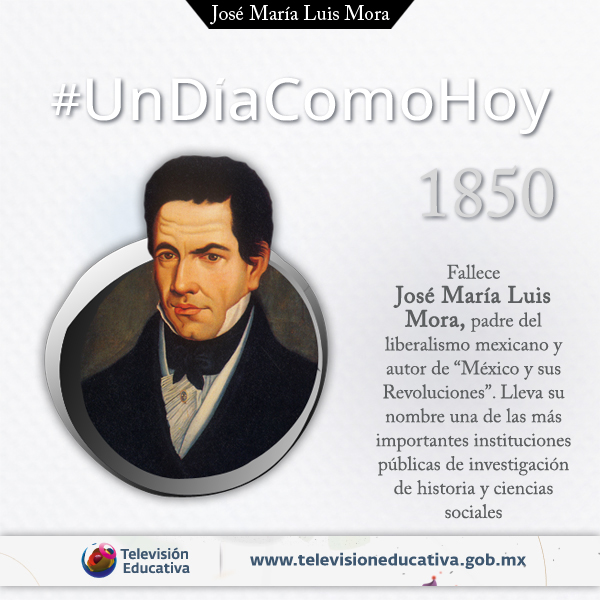 José María Luis Mora
#UnDiaComoHoy
1850
Fallece
José María Luis
Mora, padre del
liberalismo mexicano y
autor de “México y sus
Revoluciones”. Lleva su
nombre una de las más
importantes instituciones
públicas de investigación
de historia y ciencias
sociales
Televisión
Educativa
www.televisioneducativa.gob.mx